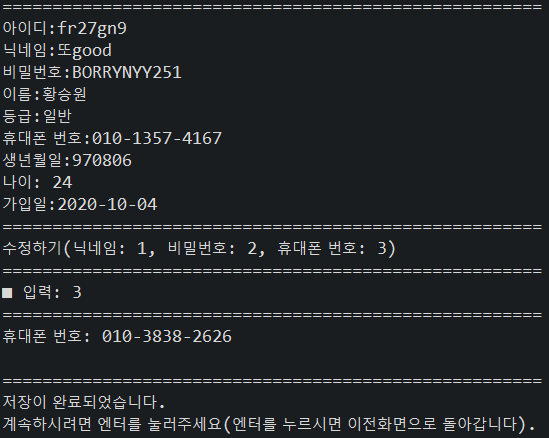 ======================================================
아이디:fr27gn9
닉네임:또good
비밀번호:BORRYNYY251
이름:황승원
등급:일반
휴대폰 번호:010-1357-4167
생년월일:970806
나이: 24
가입일:2020-10-04
======================================================
수정하기(닉네임: 1, 비밀번호: 2, 휴대폰 번호: 3)
======================================================
■ 입력: 3
======================================================
휴대폰 번호: 010-3838-2626
======================================================
저장이 완료되었습니다.
계속하시려면 엔터를 눌러주세요(엔터를 누르시면 이전화면으로 돌아갑니다).